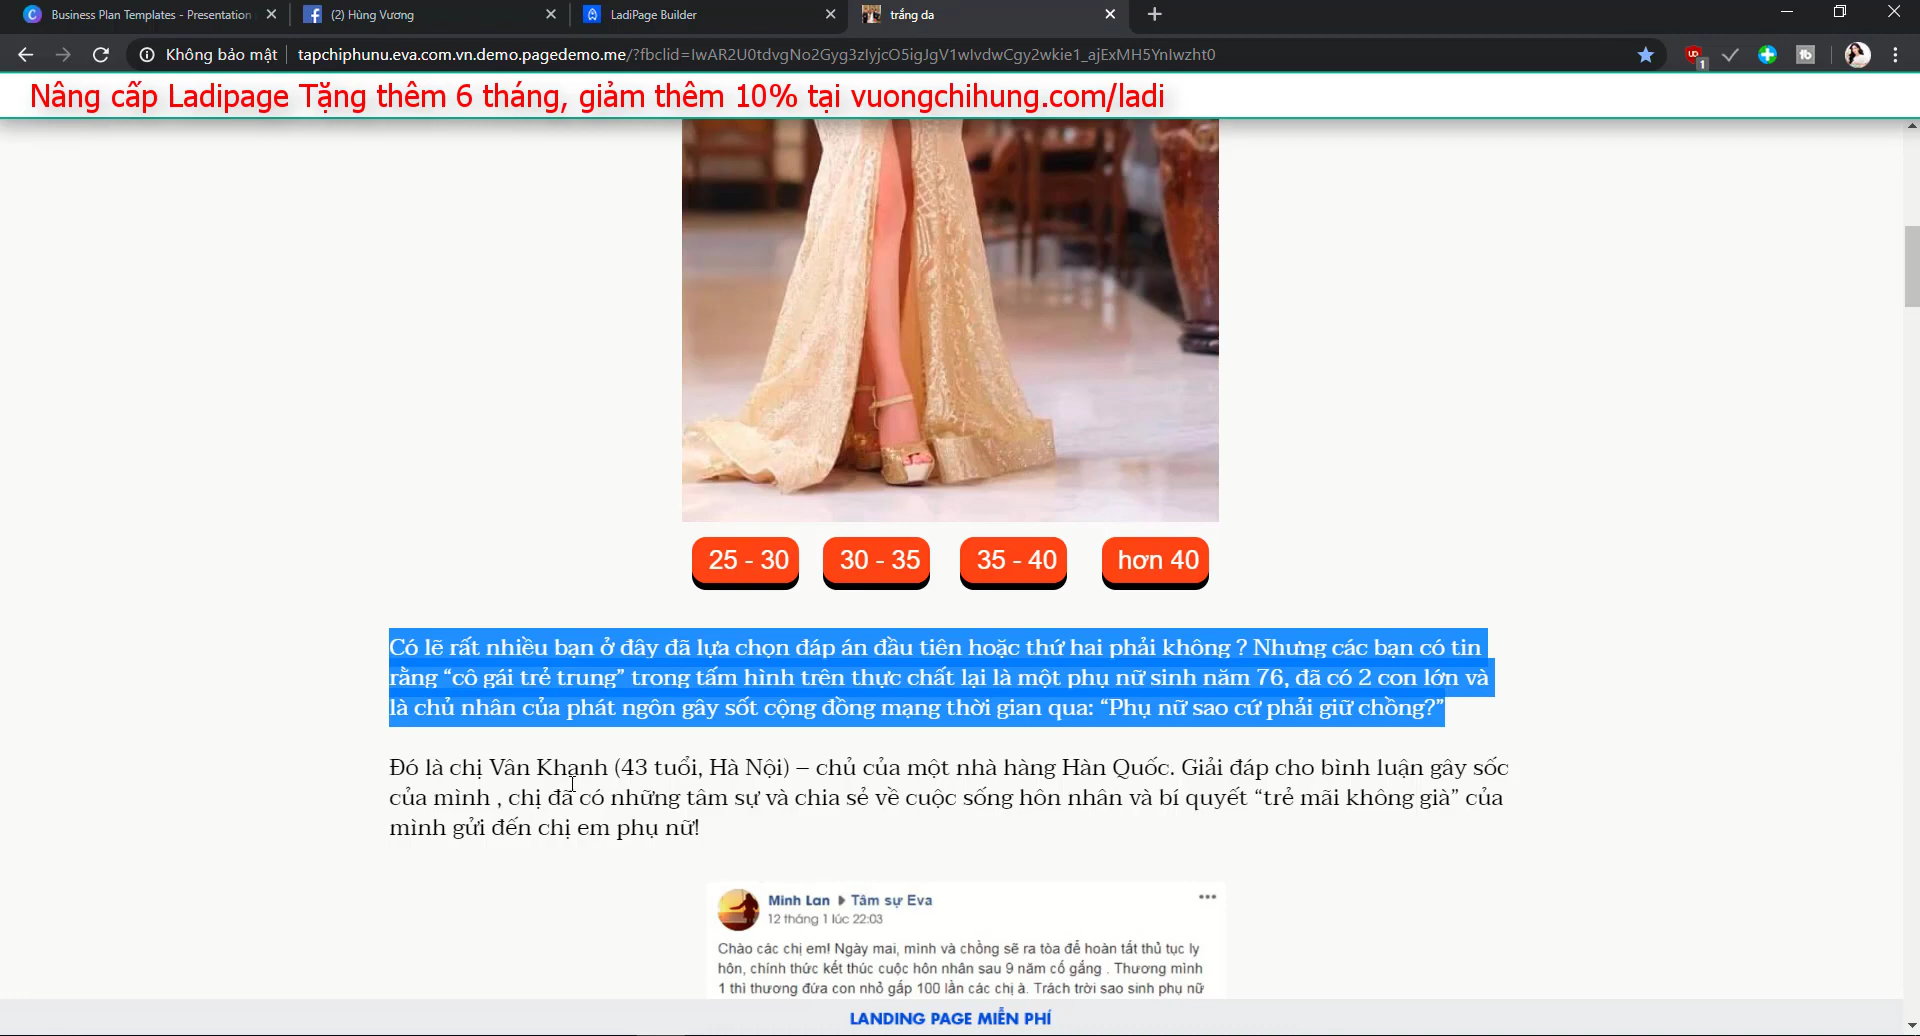 Business Plan Templates - Presentation
(2) Hùng Vương
LadiPage Builder
trắng da
Không bảo mật
tapchiphunu.eva.com.vn.demo.pagedemo.me/?fbclid=IwAR2U0tdvgNo2Gyg3zIyjcO5igJgV1wIvdwCgy2wkie1_ajExMH5YnIwzht0
Nâng cấp Ladipage Tặng thêm 6 tháng, giảm thêm 10% tại vuongchihung.com/ladi
25 - 30
30 - 35
35 - 40
hơn 40
Có lẽ rất nhiều bạn ở đây đã lựa chọn đáp án đầu tiên hoặc thứ hai phải không ? Nhưng các bạn có tin
rằng “cô gái trẻ trung” trong tấm hình trên thực chất lại là một phụ nữ sinh năm 76, đã có 2 con lớn và
là chủ nhân của phát ngôn gây sốt cộng đồng mạng thời gian qua: “Phụ nữ sao cứ phải giữ chồng?”
Đó là chị Vân Khanh (43 tuổi, Hà Nội) – chủ của một nhà hàng Hàn Quốc. Giải đáp cho bình luận gây sốc
của mình , chị đã có những tâm sự và chia sẻ về cuộc sống hôn nhân và bí quyết “trẻ mãi không già” của
mình gửi đến chị em phụ nữ!
Minh Lan
Tâm sự Eva
12 tháng 1 lúc 22:03
Chào các chị em! Ngày mai, mình và chồng sẽ ra tòa để hoàn tất thủ tục ly
hôn, chính thức kết thúc cuộc hôn nhân sau 9 năm cố gắng . Thương mình
1 thì thương đứa con nhỏ gấp 100 lần các chị à. Trách trời sao sinh phụ nữ
LANDING PAGE MIỄN PHÍ